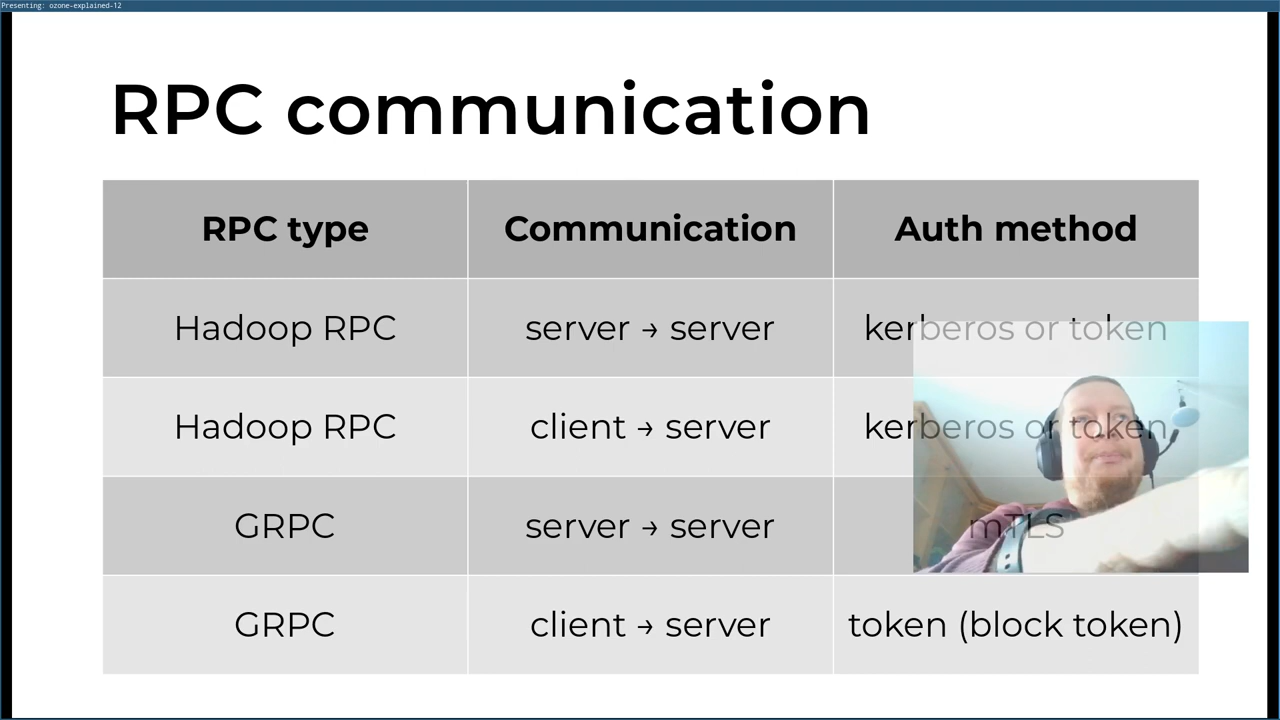 Presenting: ozone-explained-12
RPC communication
RPC type Communication Auth method
Hadoop RPC server → server kerberos or token
Hadoop RPC client → server kerberos or token
GRPC server → server mTLS
GRPC client → server token (block token)